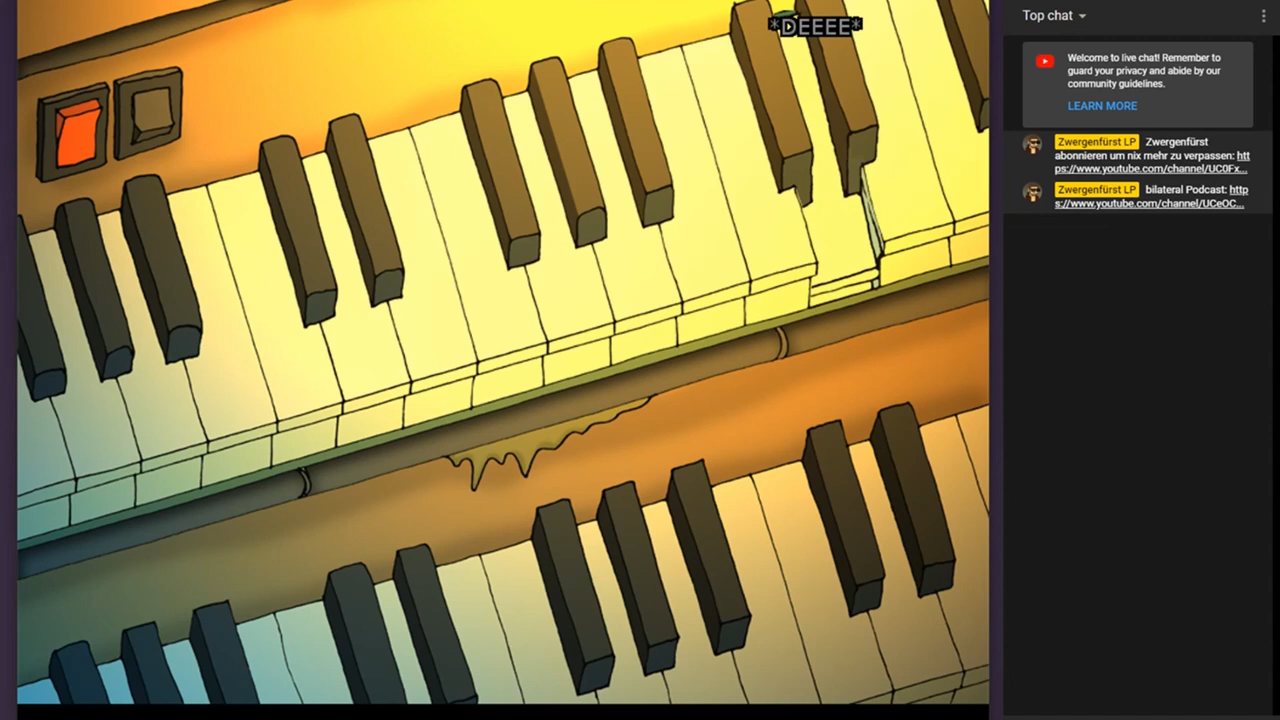 *DEEEE*
Top chat
Welcome to live chat! Remember to
guard your privacy and abide by our
community guidelines.
LEARN MORE
Zwergenfürst LP Zwergenfürst
abonnieren um nix mehr zu verpassen: htt
ps://www.youtube.com/channel/UC0Fx...
Zwergenfürst LP bilateral Podcast: http
s://www.youtube.com/channel/UCeOC...